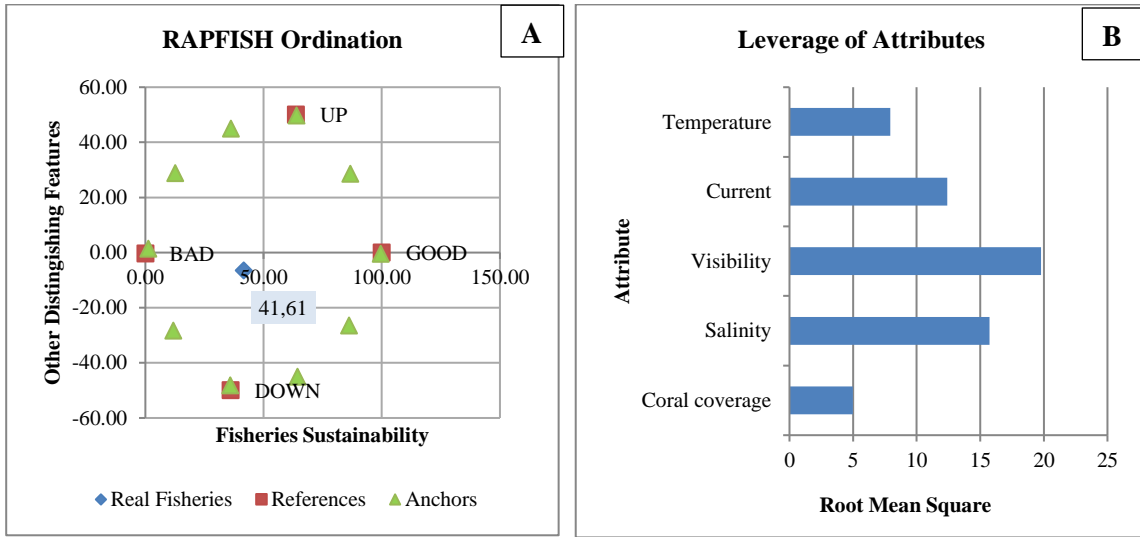 RAPFISH Ordination
A
60.00
40.00
20.00
0.00
-20.00
-40.00
-60.00
Other Distingishing Features
UP
BAD
GOOD
0.00
50.00
100.00
150.00
41,61
DOWN
Fisheries Sustainability
Real Fisheries
References
Anchors
Leverage of Attributes
B
Attribute
Temperature
Current
Visibility
Salinity
Coral coverage
0
5
10
15
20
25
Root Mean Square